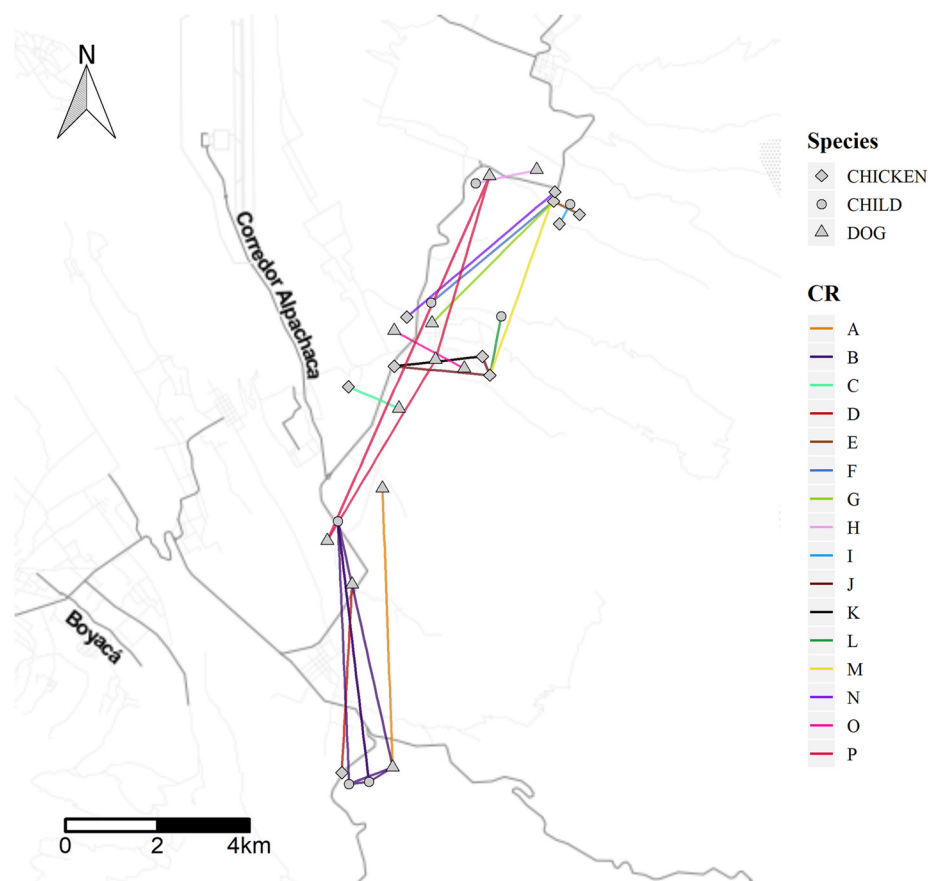 N
Corredor Alpachaca
Boyacá
0 2 4km
Species
CHICKEN
CHILD
DOG
CR
A
B
C
D
E
F
G
H
I
J
K
L
M
N
O
P